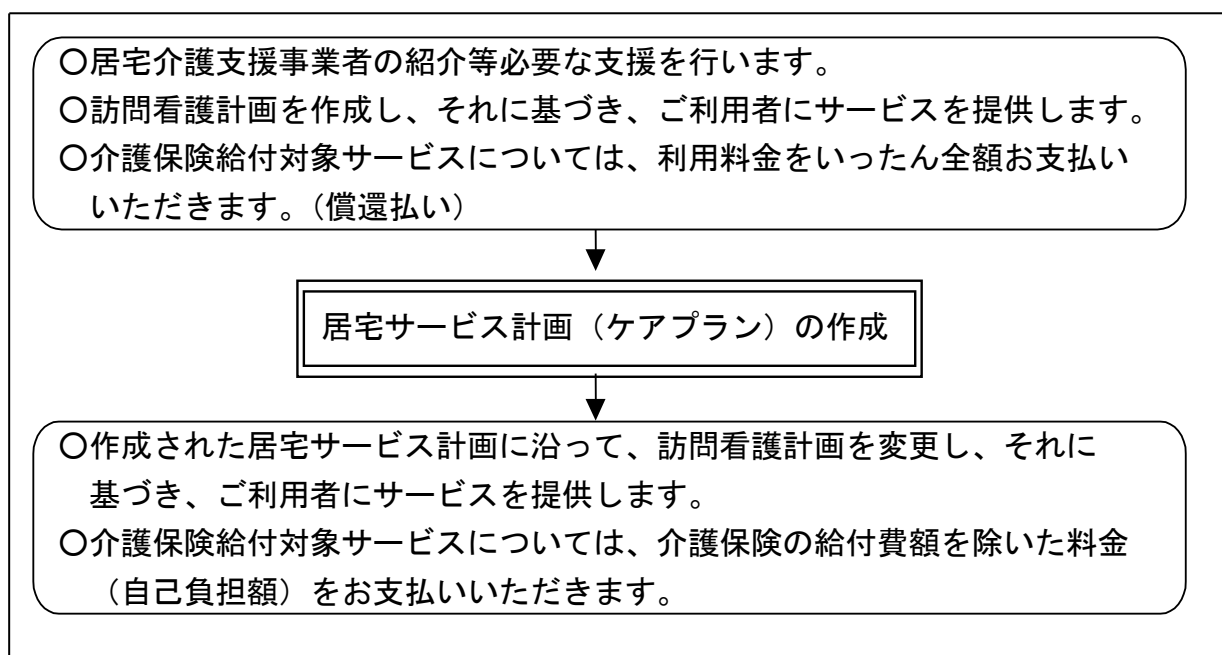 〇居宅介護支援事業者の紹介等必要な支援を行います。
〇訪問看護計画を作成し、それに基づき、ご利用者にサービスを提供します。
〇介護保険給付対象サービスについては、利用料金をいったん全額お支払い
いただきます。（償還払い）
居宅サービス計画（ケアプラン）の作成
〇作成された居宅サービス計画に沿って、訪問看護計画を変更し、それに
基づき、ご利用者にサービスを提供します。
〇介護保険給付対象サービスについては、介護保険の給付費額を除いた料金
（自己負担額）をお支払いいただきます。